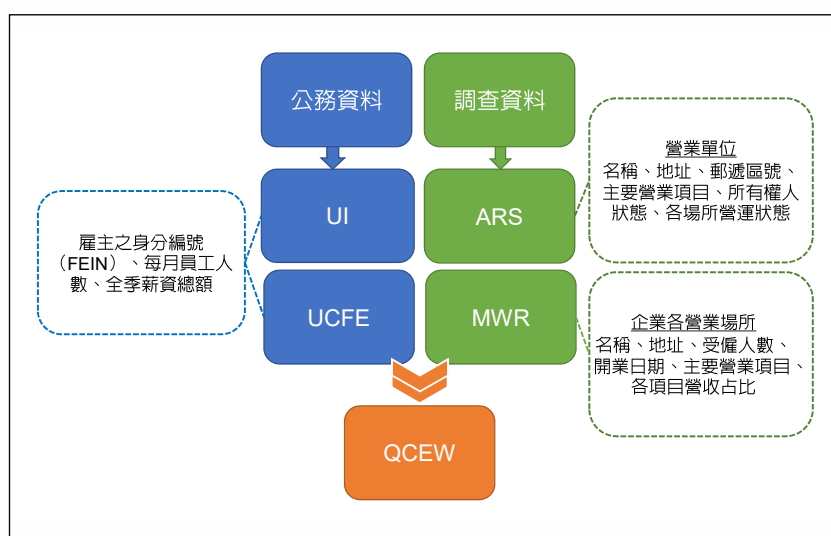 公務資料
調查資料
UI
ARS
UCFE
MWR
QCEW
雇主之身分編號
（FEIN）、每月員工人
數、全季薪資總額
營業單位
名稱、地址、郵遞區號、
主要營業項目、所有權人
狀態、各場所營運狀態
企業各營業場所
名稱、地址、受僱人數、
開業日期、主要營業項目、
各項目營收占比